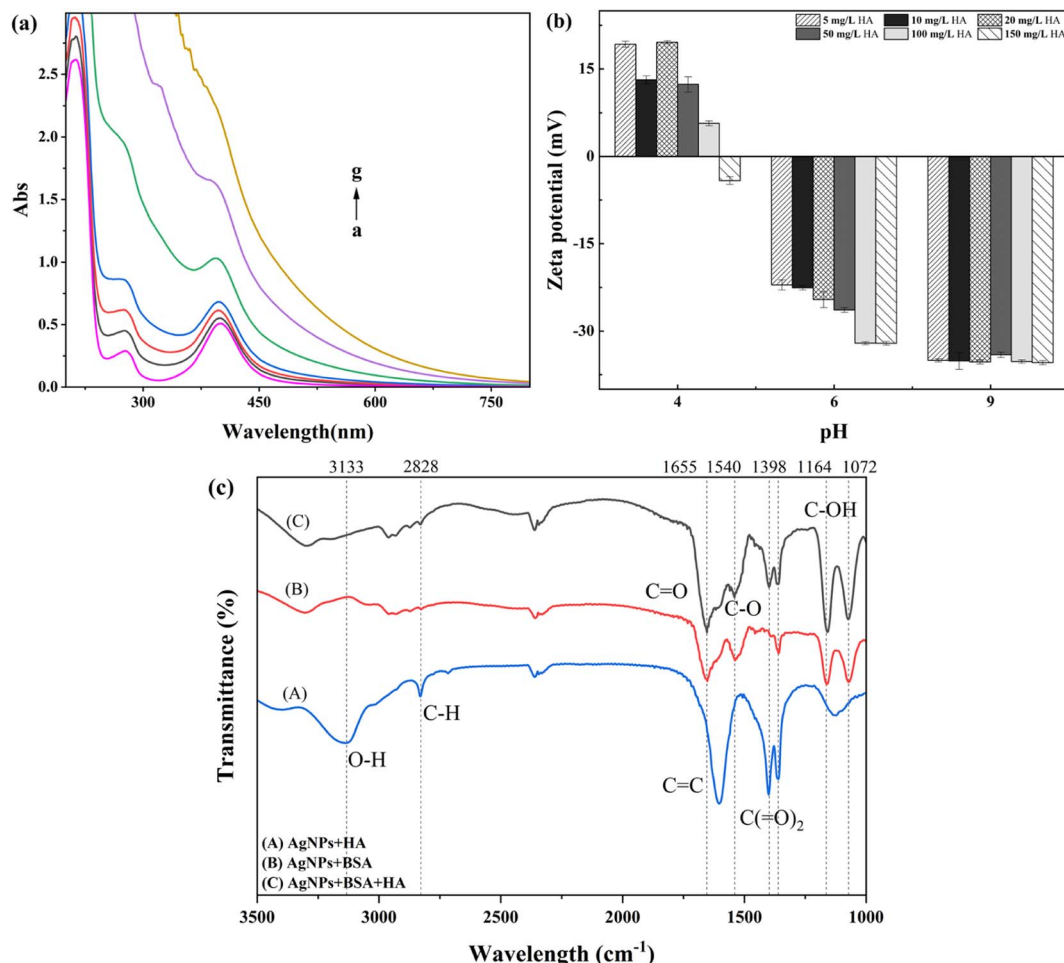 (a)
Abs
2.5
2.0
1.5
1.0
0.5
0.0
g
a
300 450 600 750
Wavelength(nm)
(b)
5 mg/L HA 10 mg/L HA 20 mg/L HA
50 mg/L HA 100 mg/L HA 150 mg/L HA
Zeta potential (mV)
15
0
-15
-30
4 6 9
pH
3133 2828 1655 1540 1398 1164 1072
(c)
(C)
C-OH
(B)
C=O
C-O
(A)
C-H
O-H
C=C
C(=O)2
(A) AgNPs+HA
(B) AgNPs+BSA
(C) AgNPs+BSA+HA
Transmittance (%)
3500 3000 2500 2000 1500 1000
Wavelength (cm-1)